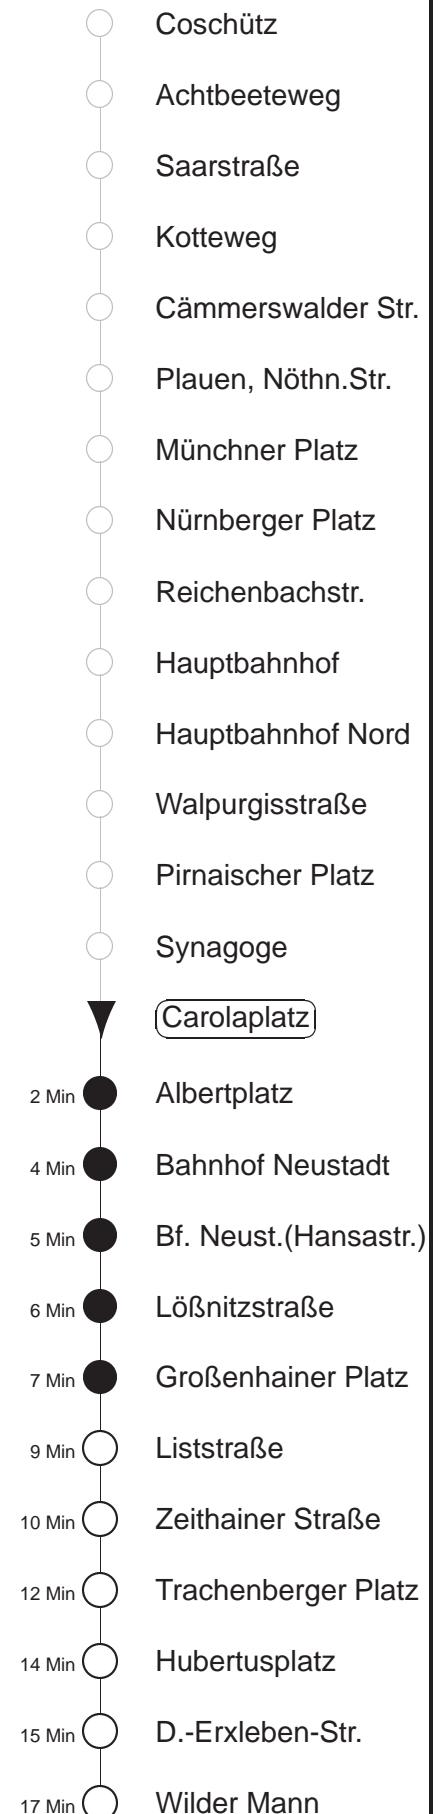 Coschütz
Achtbeeteweg
Saarstraße
Kotteweg
Cämmerswalder Str.
Plauen, Nöthn.Str.
Münchner Platz
Nürnberger Platz
Reichenbachstr.
Hauptbahnhof
Hauptbahnhof Nord
Walpurgisstraße
Pirnaischer Platz
Synagoge
Carolaplatz
2 Min Albertplatz
4 Min Bahnhof Neustadt
5 Min Bf. Neust.(Hansastr.)
6 Min Lößnitzstraße
7 Min Großenhainer Platz
9 Min Liststraße
10 Min Zeithainer Straße
12 Min Trachenberger Platz
14 Min Hubertusplatz
15 Min D.-Erxleben-Str.
17 Min Wilder Mann